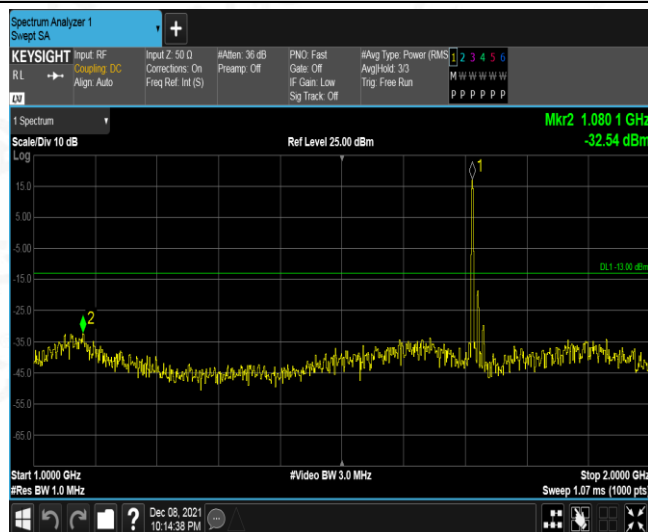 Spectrum Analyzer 1
Swept SA
+
KEYSIGHT
RL
LXI
Input: RF
Coupling: DC
Align: Auto
Input Z: 50 Ω
Corrections: On
Freq Ref: Int (S)
#Atten: 36 dB
Preamp: Off
PNO: Fast
Gate: Off
IF Gain: Low
Sig Track: Off
#Avg Type: Power (RMS
Avg|Hold: 3/3
Trig: Free Run
1 2 3 4 5 6
M W W W W W
P P P P P P
1 Spectrum
Mkr2 1.080 1 GHz
Scale/Div 10 dB
Ref Level 25.00 dBm
-32.54 dBm
Log
1
15.0
5.00
-5.00
DL1 -13.00 dBm
-15.0
-25.0
2
-35.0
-45.0
-55.0
-65.0
Start 1.0000 GHz
#Video BW 3.0 MHz
Stop 2.0000 GHz
#Res BW 1.0 MHz
Sweep 1.07 ms (1000 pts)
?
Dec 08, 2021
10:14:38 PM